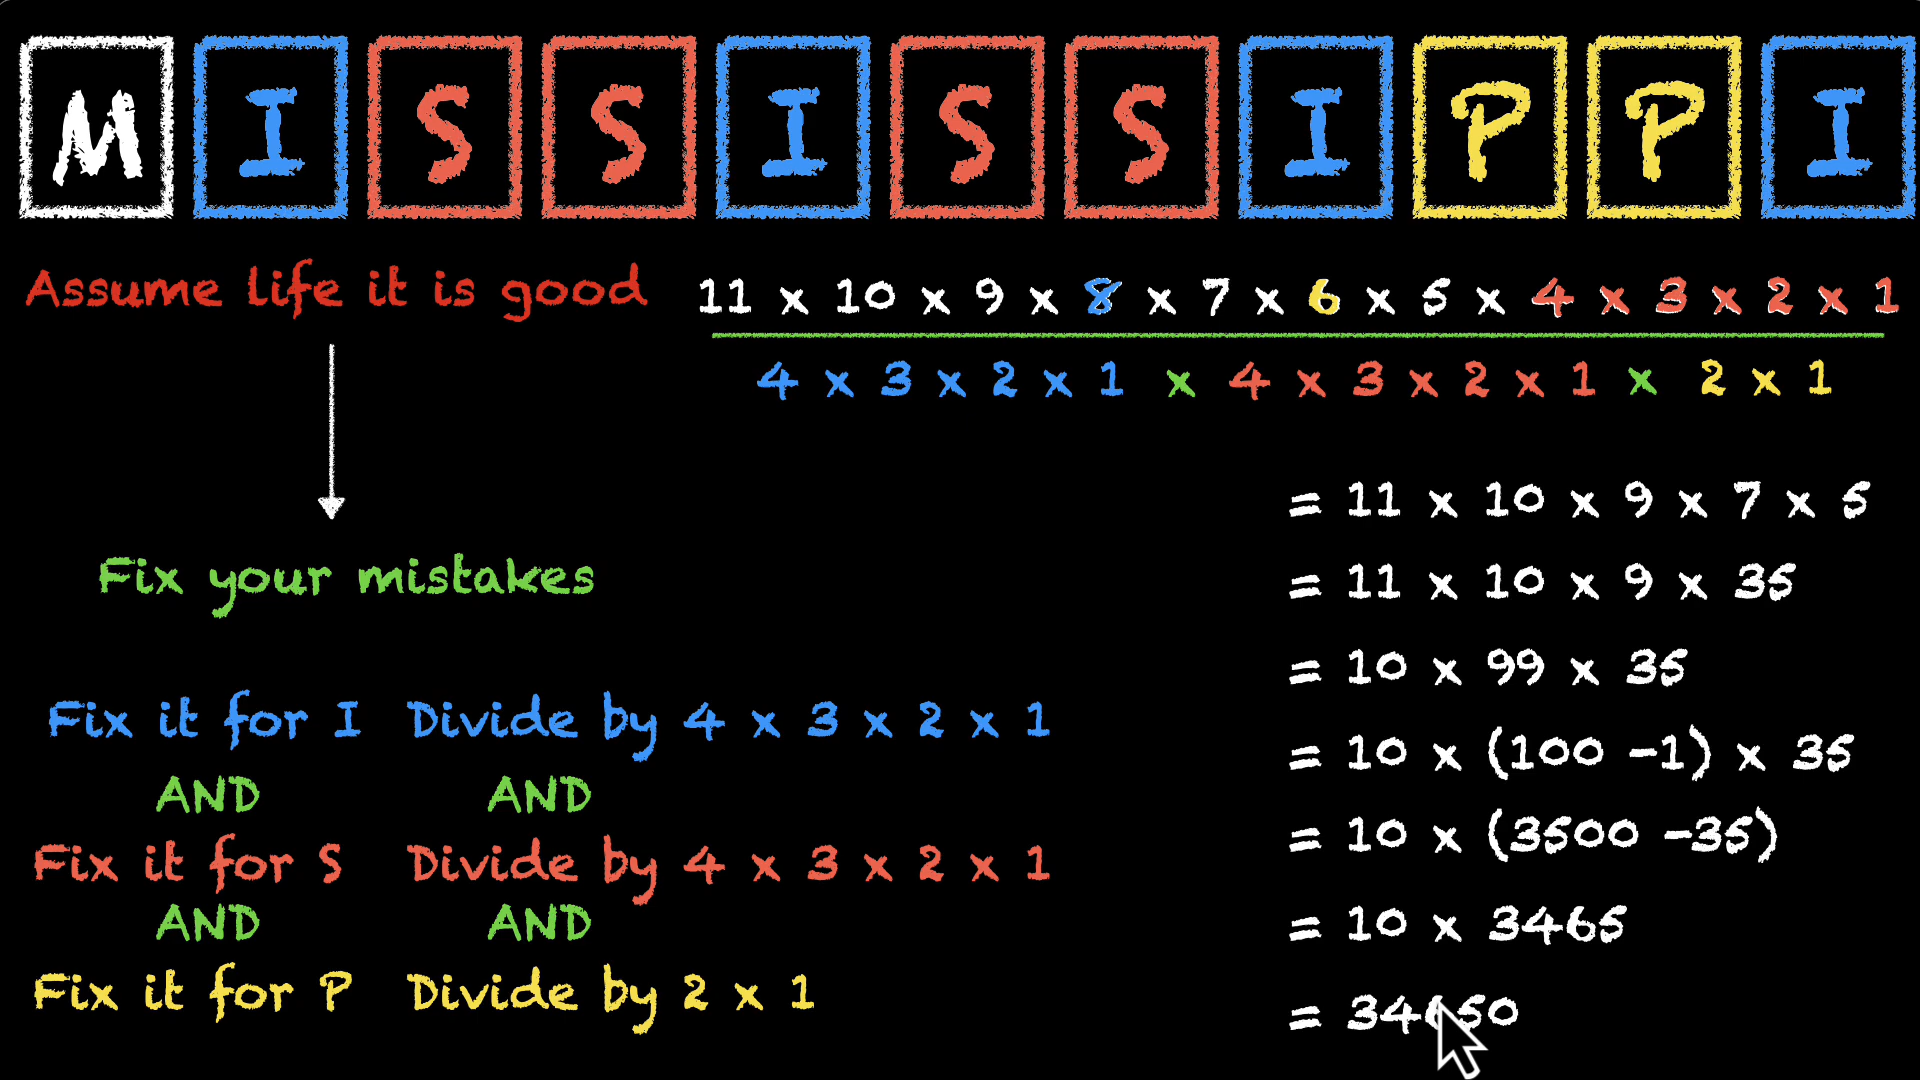 M I S S I S S I P P I
Assume life it is good
11 x 10 x 9 x 8 x 7 x 6 x 5 x 4 x 3 x 2 x 1
4 x 3 x 2 x 1 x 4 x 3 x 2 x 1 x 2 x 1
Fix your mistakes
Fix it for I Divide by 4 x 3 x 2 x 1
AND AND
Fix it for S Divide by 4 x 3 x 2 x 1
AND AND
Fix it for P Divide by 2 x 1
= 11 x 10 x 9 x 7 x 5
= 11 x 10 x 9 x 35
= 10 x 99 x 35
= 10 x (100 -1) x 35
= 10 x (3500 -35)
= 10 x 3465
= 34650